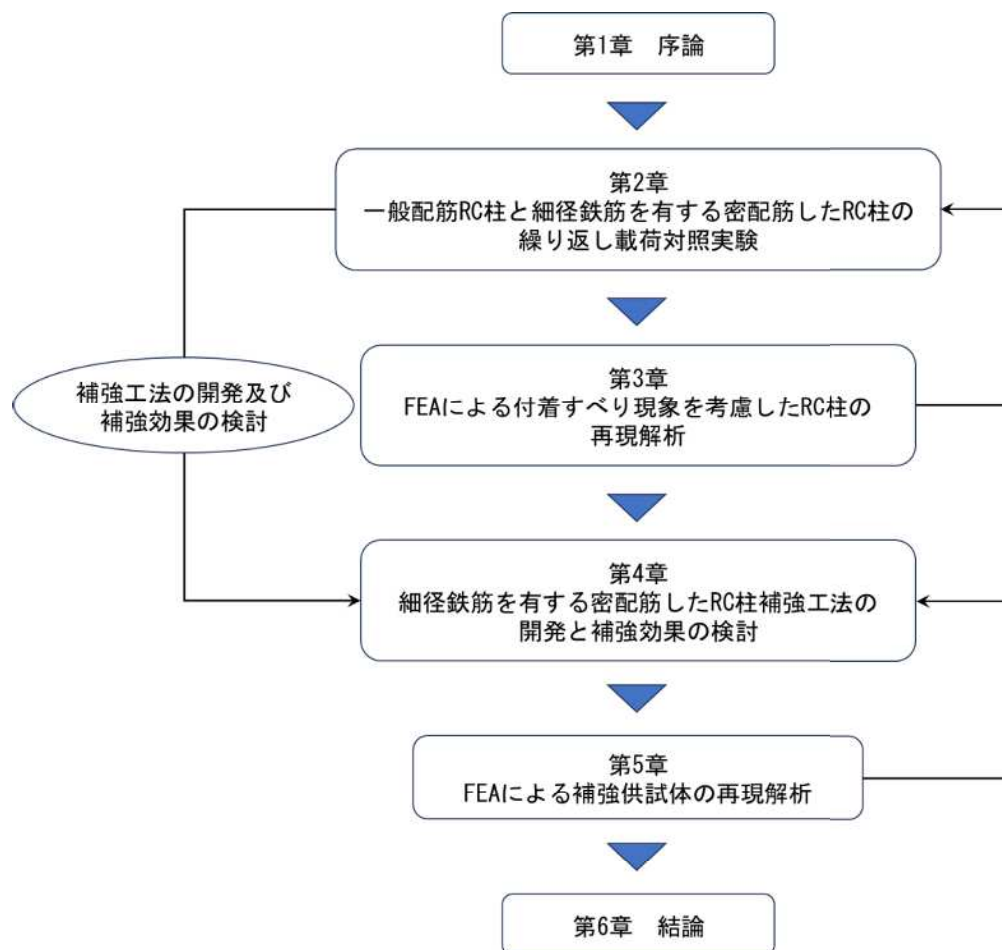 第1章　序論
第2章
一般配筋RC柱と細径鉄筋を有する密配筋したRC柱の
繰り返し載荷対照実験
補強工法の開発及び
補強効果の検討
第3章
FEAによる付着すべり現象を考慮したRC柱の
再現解析
第4章
細径鉄筋を有する密配筋したRC柱補強工法の
開発と補強効果の検討
第5章
FEAによる補強供試体の再現解析
第6章　結論